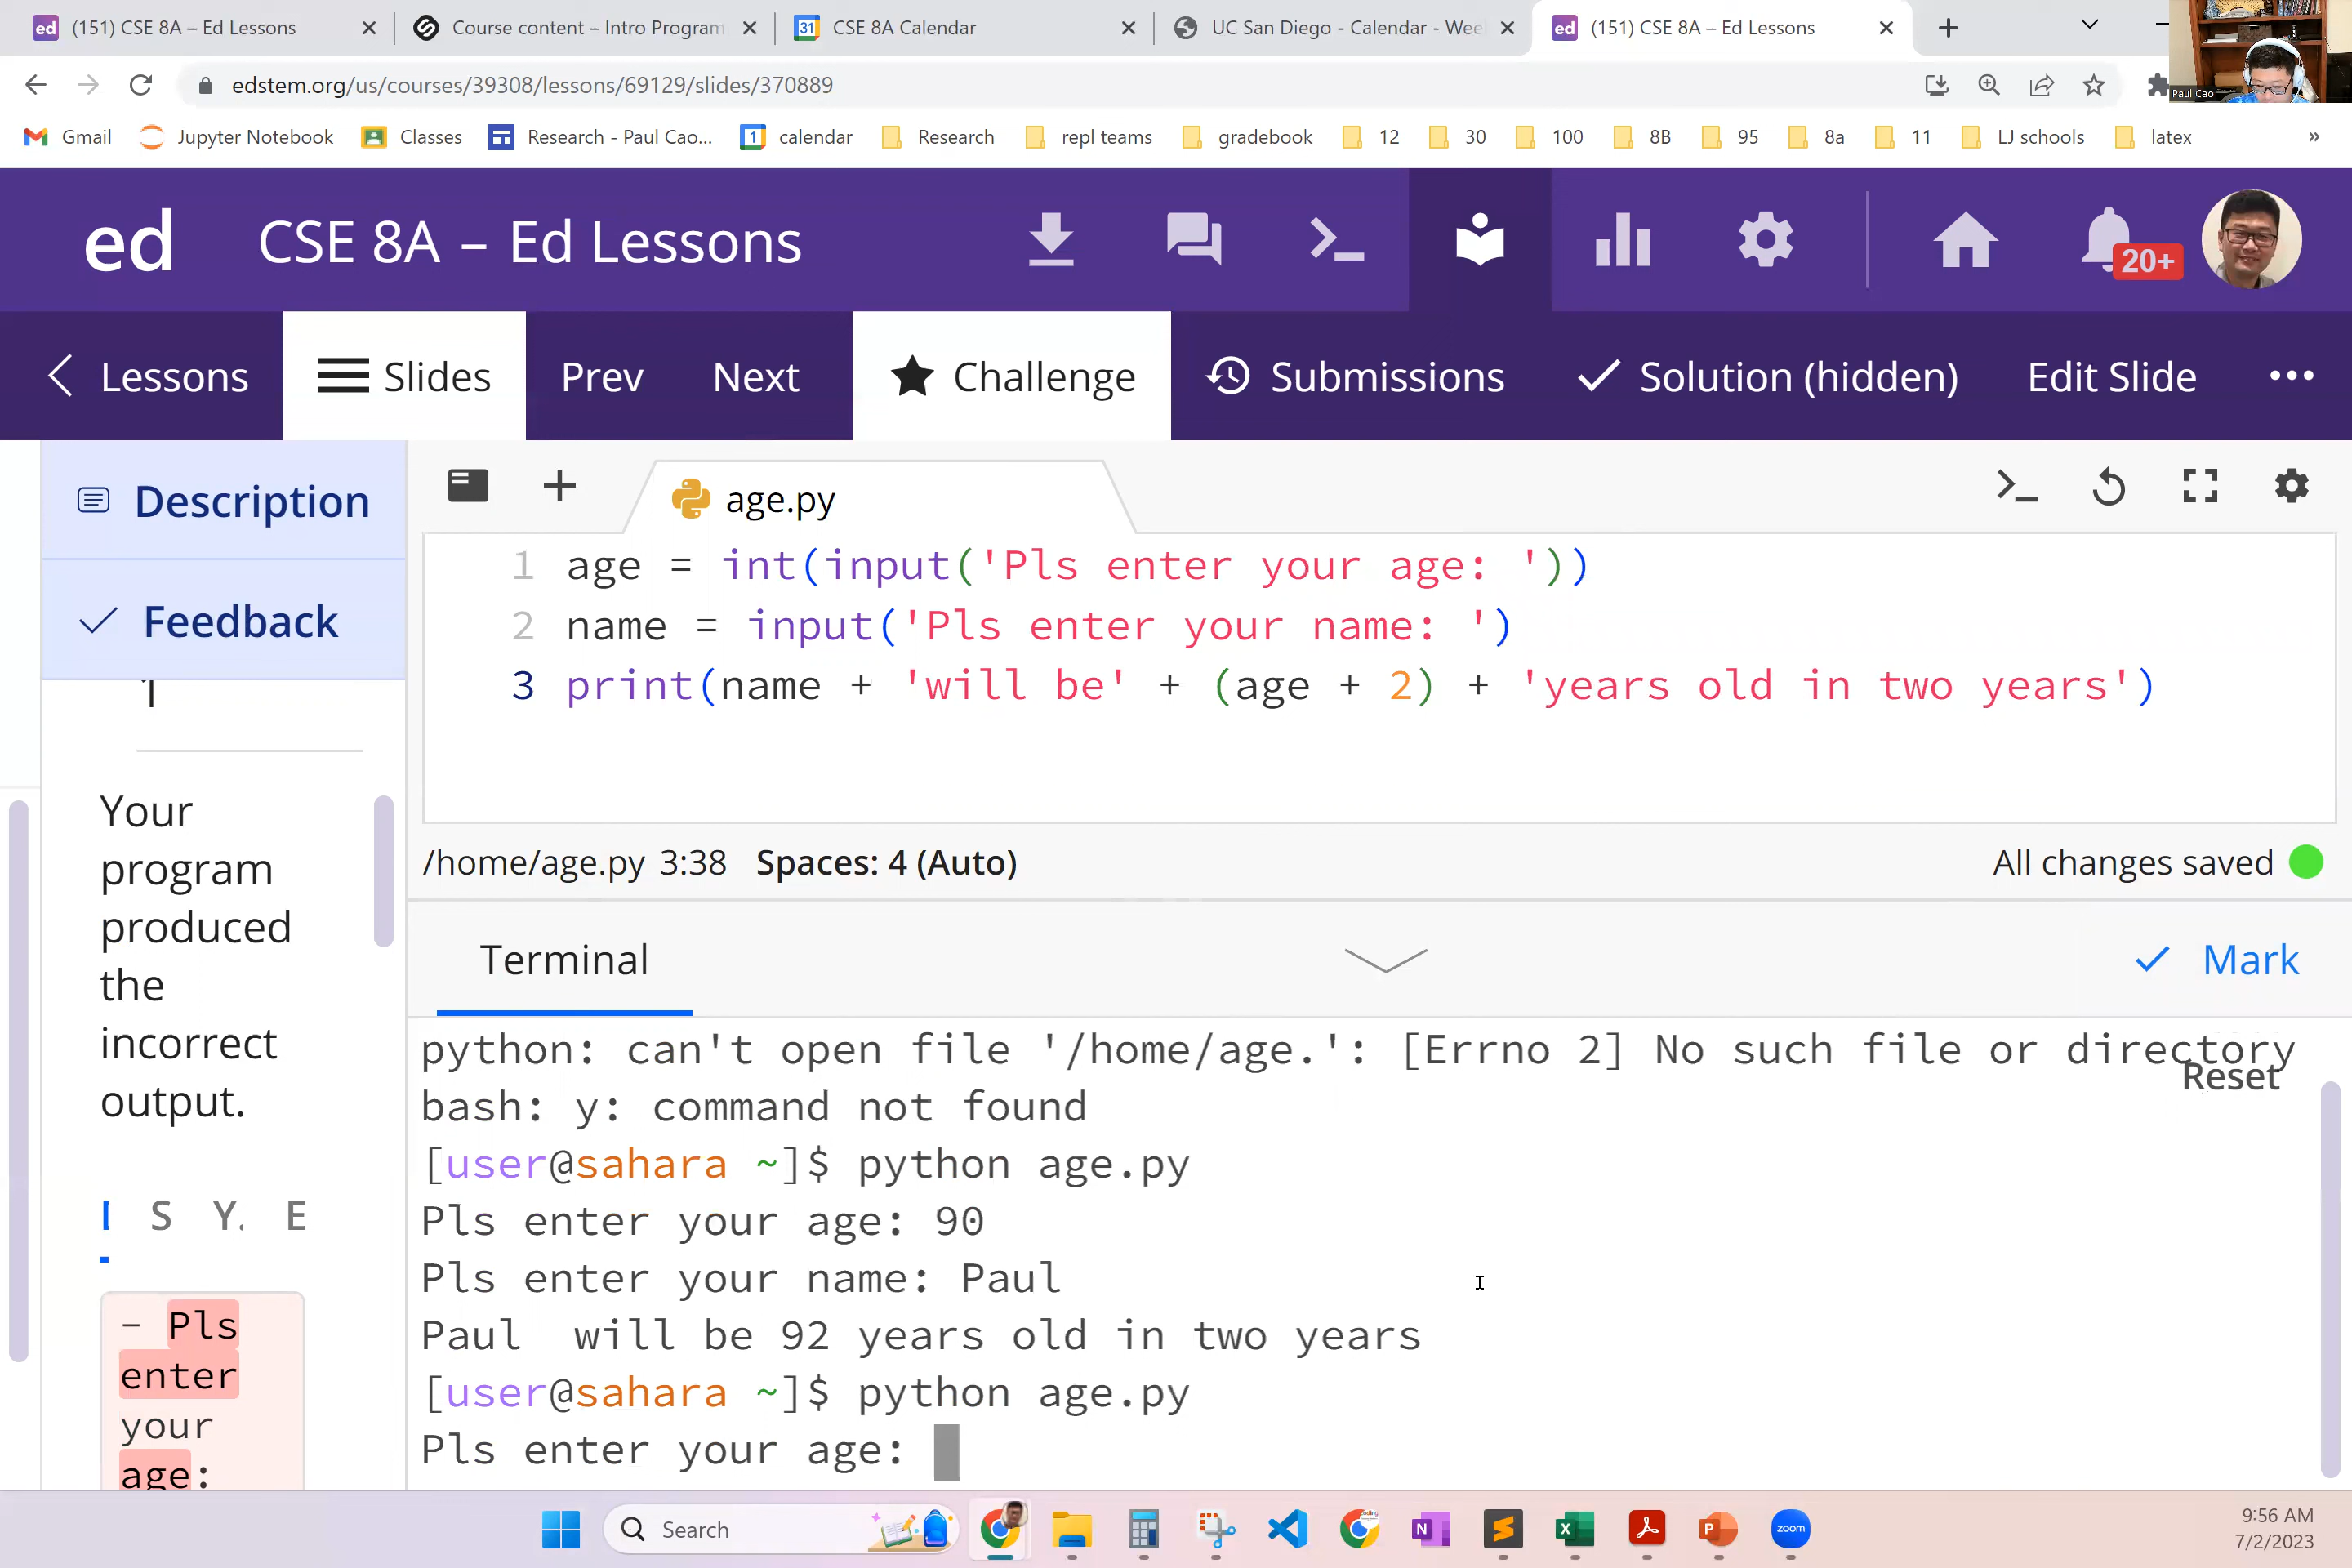 ed (151) CSE 8A – Ed Lessons
Course content – Intro Program
31 CSE 8A Calendar
UC San Diego - Calendar - Wee
ed (151) CSE 8A – Ed Lessons
edstem.org/us/courses/39308/lessons/69129/slides/370889
Paul Cao
Gmail Jupyter Notebook Classes Research - Paul Cao... 1 calendar Research repl teams gradebook 12 30 100 8B 95 8a 11 LJ schools latex »
ed CSE 8A – Ed Lessons 20+
Lessons Slides Prev Next Challenge Submissions Solution (hidden) Edit Slide
Description
Feedback
Your
program
produced
the
incorrect
output.
S Y. E
– Pls
enter
your
age:
age.py
1 age = int(input('Pls enter your age: '))
2 name = input('Pls enter your name: ')
3 print(name + 'will be' + (age + 2) + 'years old in two years')
/home/age.py 3:38 Spaces: 4 (Auto) All changes saved
Terminal Mark
python: can't open file '/home/age.': [Errno 2] No such file or directory
Reset
bash: y: command not found
[user@sahara ~]$ python age.py
Pls enter your age: 90
Pls enter your name: Paul
Paul  will be 92 years old in two years
[user@sahara ~]$ python age.py
Pls enter your age:
Search
N X P zoom
9:56 AM
7/2/2023